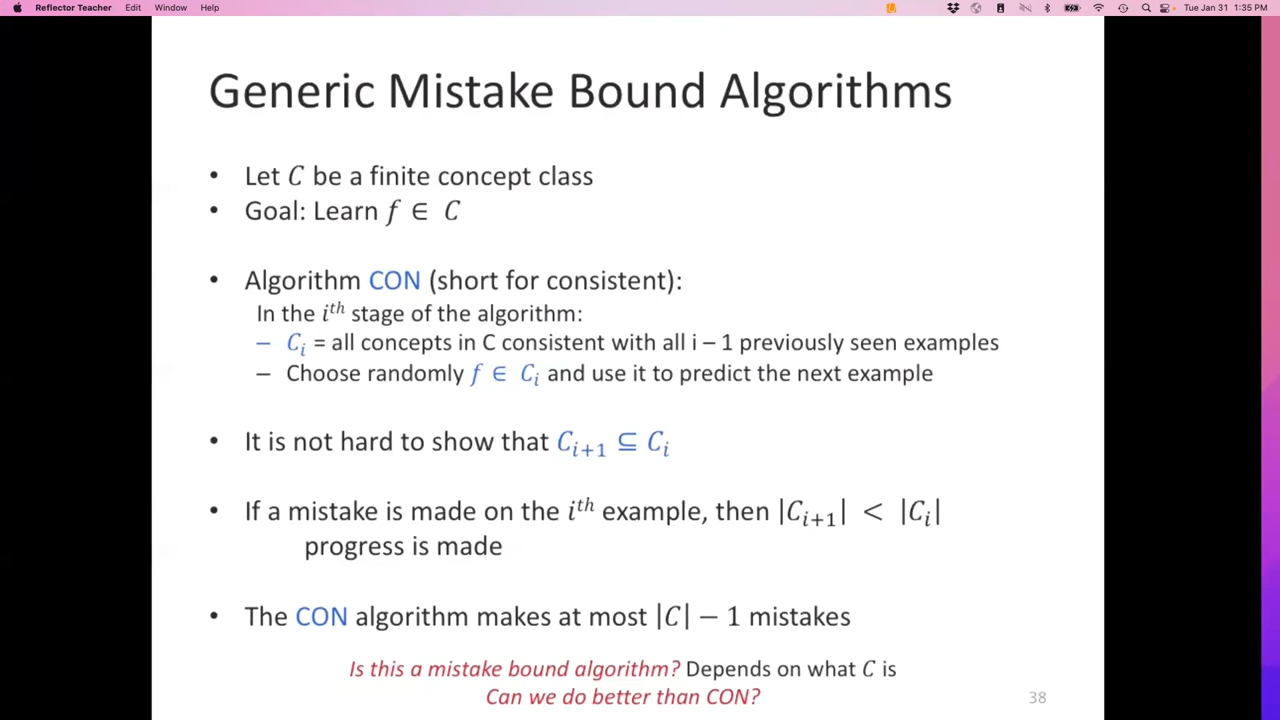 Reflector Teacher Edit Window Help Tue Jan 31 1:35 PM
Generic Mistake Bound Algorithms
• Let C be a finite concept class
• Goal: Learn f ∈ C
• Algorithm CON (short for consistent):
In the iᵗʰ stage of the algorithm:
– Cᵢ = all concepts in C consistent with all i – 1 previously seen examples
– Choose randomly f ∈ Cᵢ and use it to predict the next example
• It is not hard to show that Cᵢ₊₁ ⊆ Cᵢ
• If a mistake is made on the iᵗʰ example, then |Cᵢ₊₁| < |Cᵢ|
progress is made
• The CON algorithm makes at most |C| − 1 mistakes
Is this a mistake bound algorithm? Depends on what C is
Can we do better than CON?
38